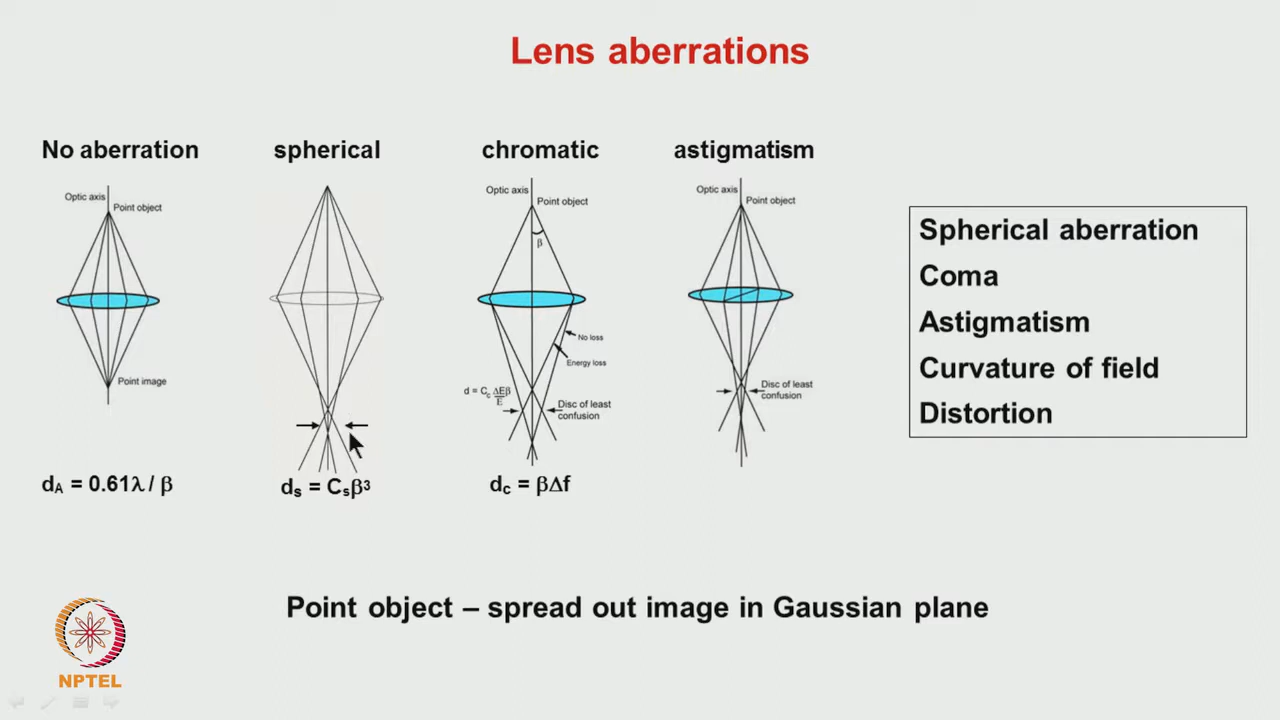 Lens aberrations
No aberration
spherical
chromatic
astigmatism
Optic axis
Point object
Point image
Optic axis
Point object
β
No loss
Energy loss
d = Cc ΔEβ
E
Disc of least
confusion
Optic axis
Point object
Disc of least
confusion
dA = 0.61λ / β
ds = Csβ³
dc = βΔf
Spherical aberration
Coma
Astigmatism
Curvature of field
Distortion
Point object – spread out image in Gaussian plane
NPTEL